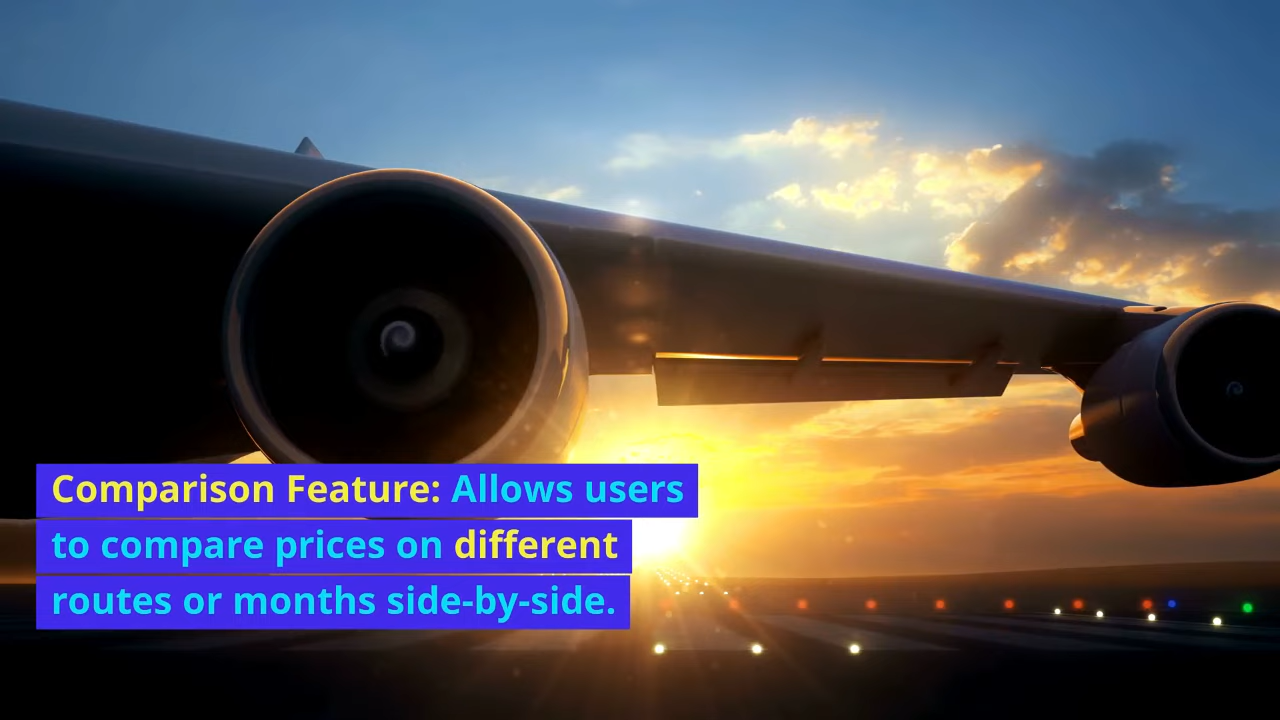 Comparison Feature: Allows users
to compare prices on different
routes or months side-by-side.